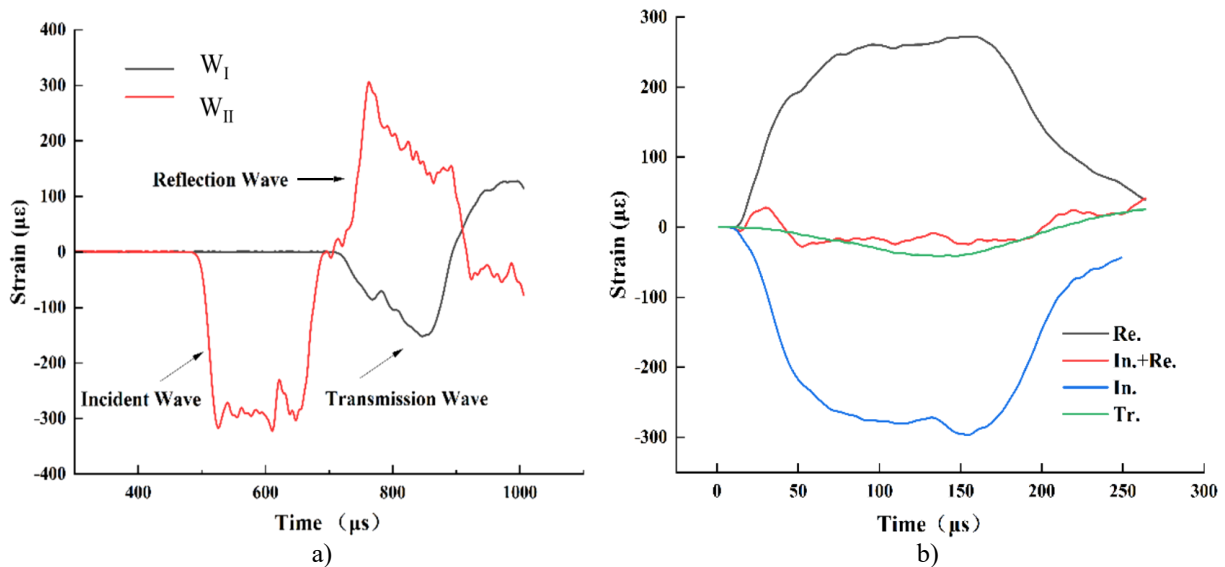 400
300
200
100
0
-100
-200
-300
-400
Strain (με)
W_I
W_II
Reflection Wave
Incident Wave
Transmission Wave
400 600 800 1000
Time (μs)
a)
300
200
100
0
-100
-200
-300
Strain (με)
Re.
In.+Re.
In.
Tr.
0 50 100 150 200 250 300
Time (μs)
b)